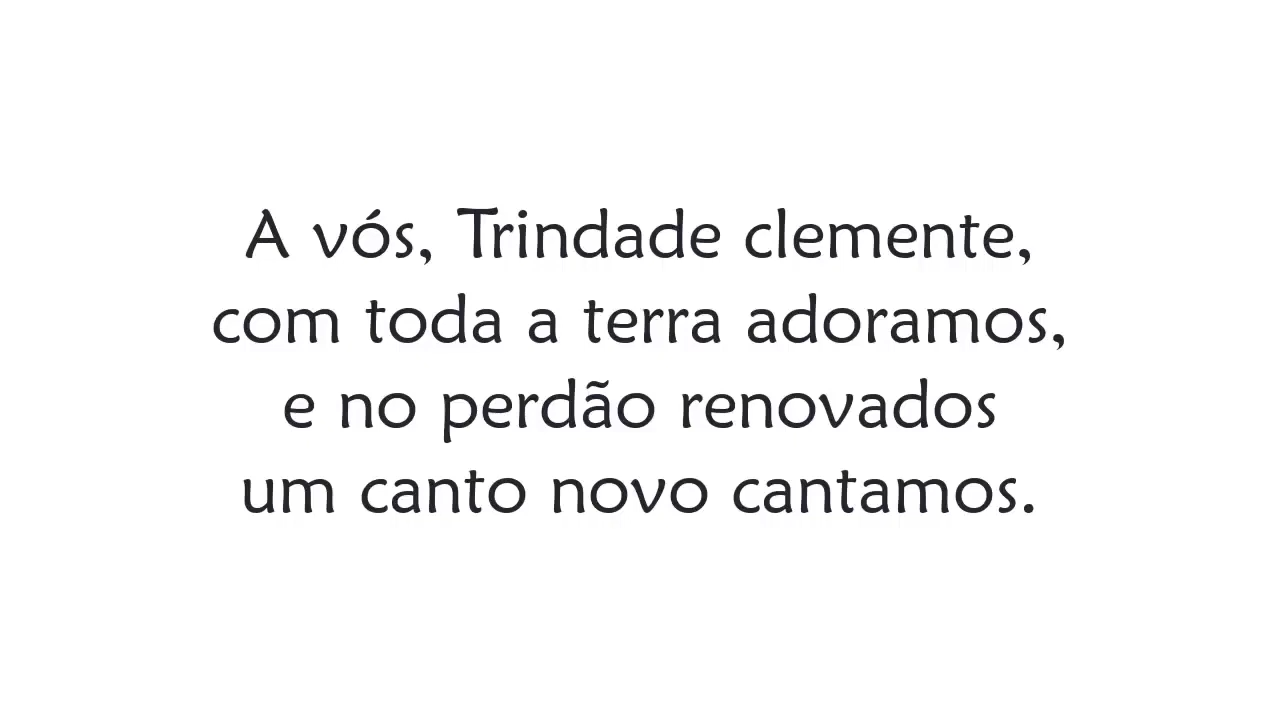 A vós, Trindade clemente,
com toda a terra adoramos,
e no perdão renovados
um canto novo cantamos.